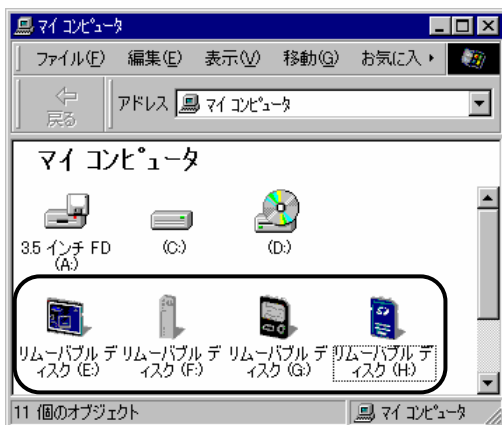 マイ コンピュータ
ファイル(F) 編集(E) 表示(V) 移動(G) お気に入
戻る
アドレス マイ コンピュータ
マイ コンピュータ
3.5 インチ FD (A:)
(C:)
(D:)
リムーバブル ディスク (E:)
リムーバブル ディスク (F:)
リムーバブル ディスク (G:)
リムーバブル ディスク (H:)
11 個のオブジェクト
マイ コンピュータ